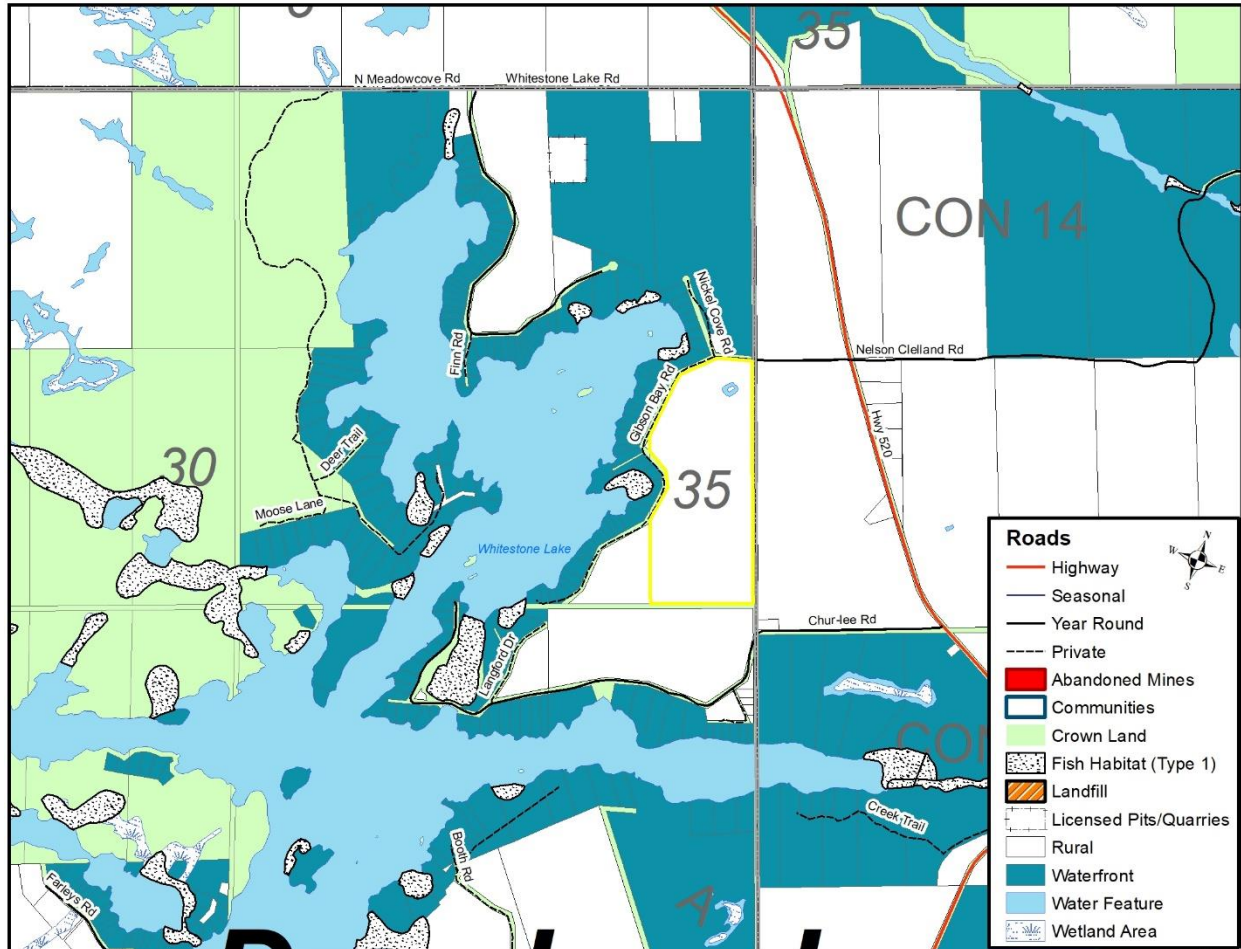 35
N Meadowcove Rd
Whitestone Lake Rd
CON 14
Nickel Cove Rd
Nelson Clelland Rd
Finn Rd
Gibson Bay Rd
Hwy 520
Deer Trail
30
35
Moose Lane
Whitestone Lake
Chur-lee Rd
Langford Dr
CON
Creek Trail
Booth Rd
Farleys Rd
A
Roads
N
W
E
S
Highway
Seasonal
Year Round
Private
Abandoned Mines
Communities
Crown Land
Fish Habitat (Type 1)
Landfill
Licensed Pits/Quarries
Rural
Waterfront
Water Feature
Wetland Area